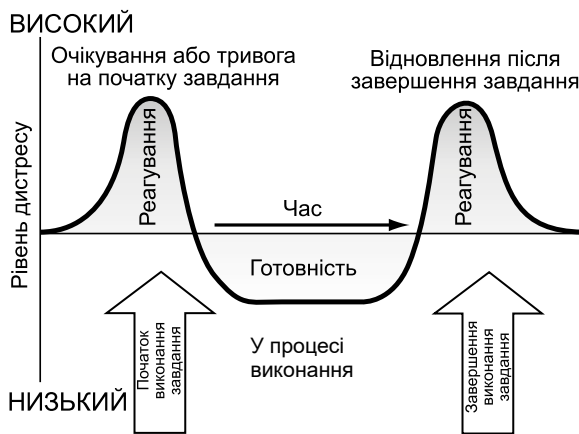 ВИСОКИЙ
Очікування або тривога
на початку завдання
Відновлення після
завершення завдання
Рівень дистресу
Реагування
Реагування
Час
Готовність
У процесі
виконання
Початок
виконання
завдання
Завершення
виконання
завдання
НИЗЬКИЙ